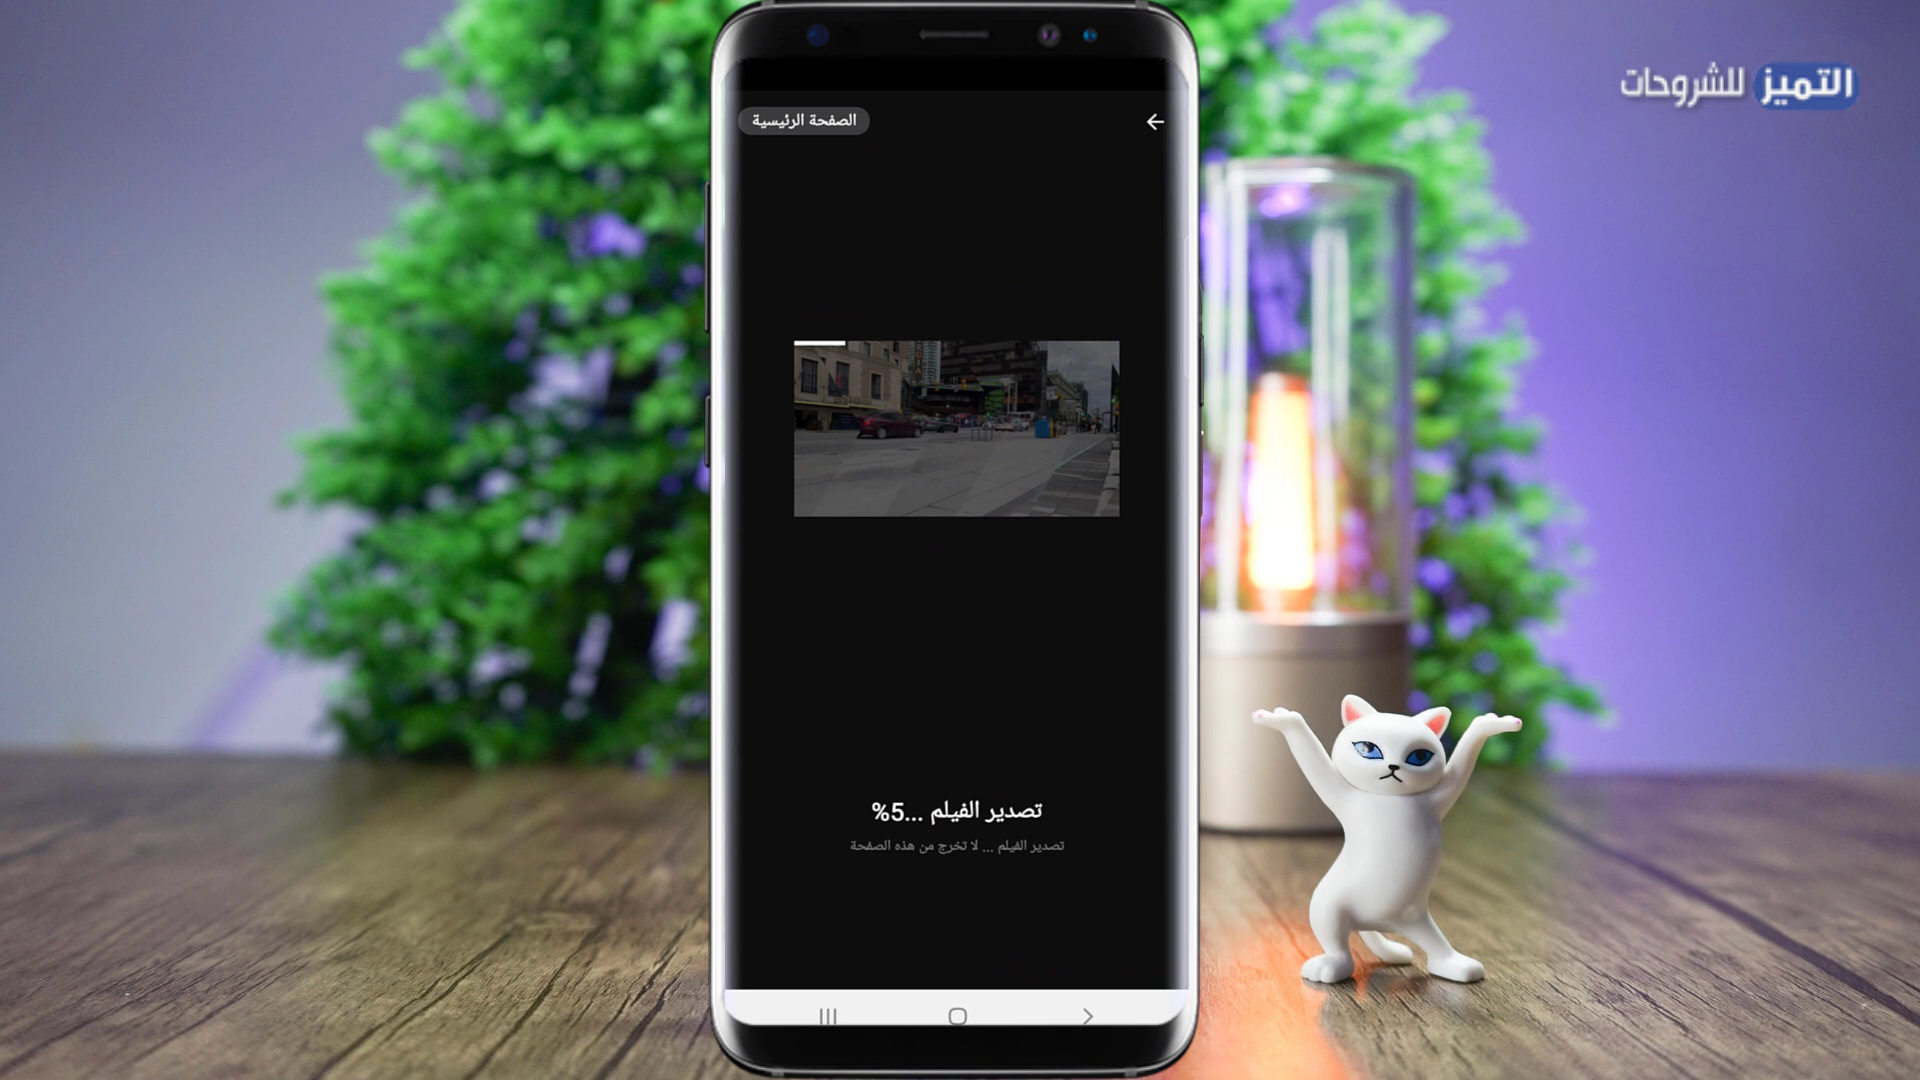 التميز للشروحات
الصفحة الرئيسية
تصدير الفيلم ...5%
تصدير الفيلم ... لا تخرج من هذه الصفحة